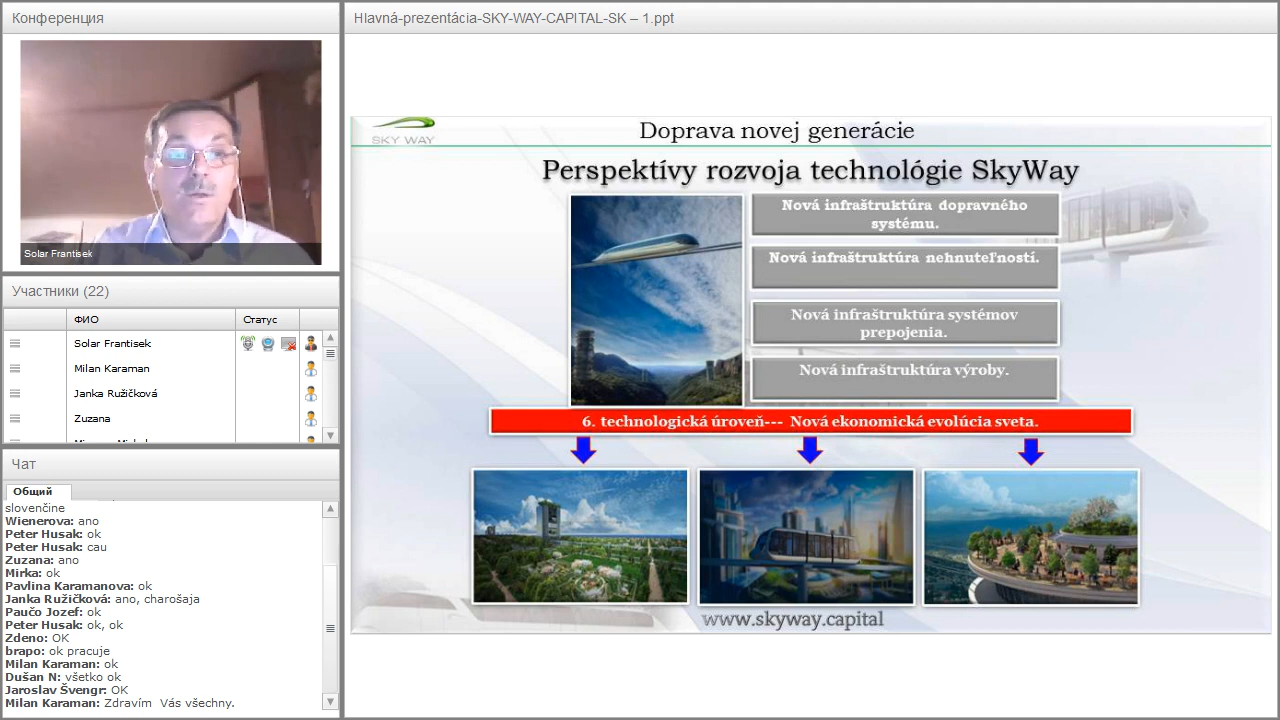 Конференция
Solar Frantisek
Участники (22)
ФИО
Статус
Solar Frantisek
Milan Karaman
Janka Ružičková
Zuzana
Чат
Общий
slovenčine
Wienerova: ano
Peter Husak: ok
Peter Husak: cau
Zuzana: ano
Mirka: ok
Pavlina Karamanova: ok
Janka Ružičková: ano, charošaja
Paučo Jozef: ok
Peter Husak: ok, ok
Zdeno: OK
brapo: ok pracuje
Milan Karaman: ok
Dušan N: všetko ok
Jaroslav Švengr: OK
Milan Karaman: Zdravím Vás všechny.
Hlavná-prezentácia-SKY-WAY-CAPITAL-SK – 1.ppt
SKY WAY
Doprava novej generácie
Perspektívy rozvoja technológie SkyWay
Nová infraštruktúra dopravného
systému.
Nová infraštruktúra nehnuteľností.
Nová infraštruktúra systémov
prepojenia.
Nová infraštruktúra výroby.
6. technologická úroveň--- Nová ekonomická evolúcia sveta.
www.skyway.capital